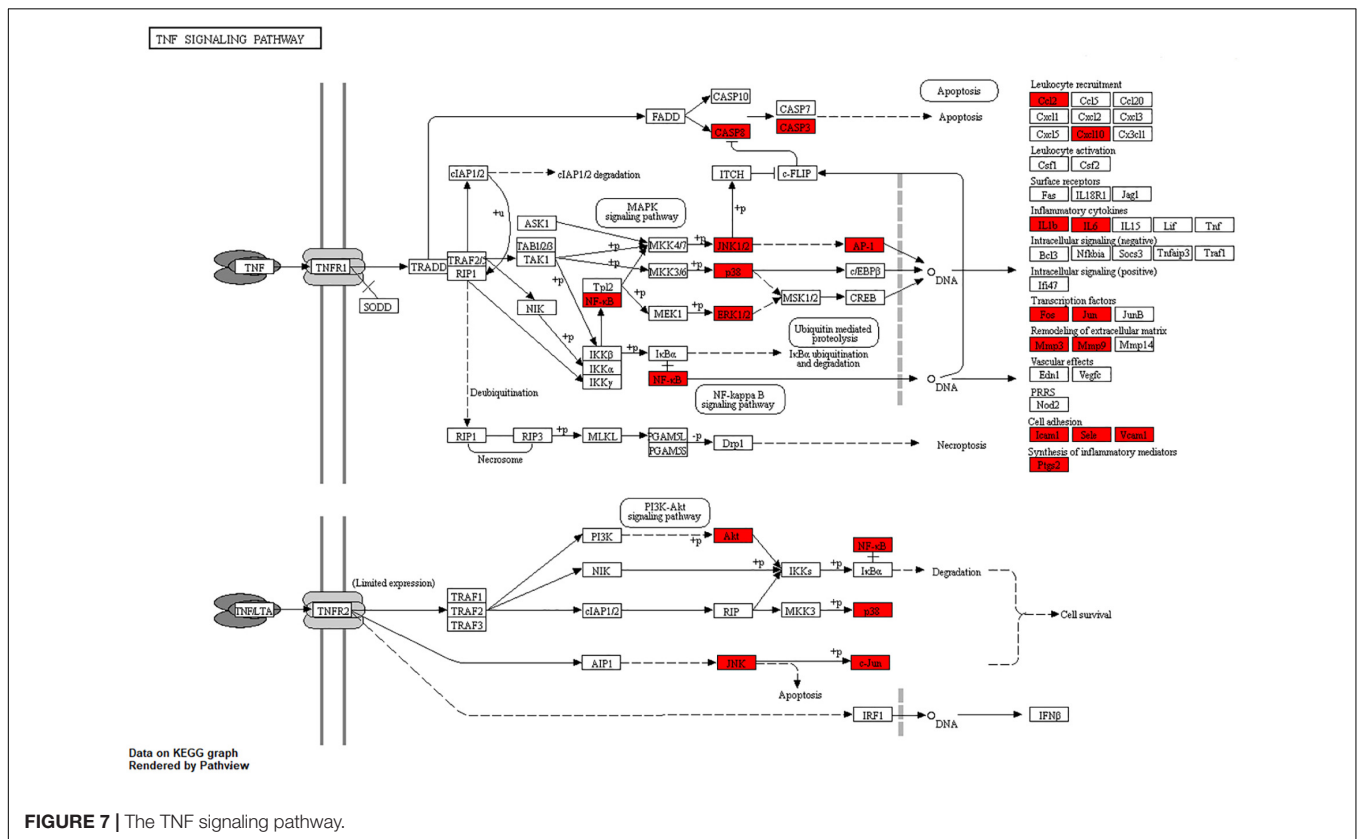 TNF SIGNALING PATHWAY
TNF
TNFR1
SODD
TRADD
TRAF2/5
RIP1
cIAP1/2
cIAP1/2 degradation
+u
FADD
CASP10
CASP8
CASP7
CASP3
Apoptosis
Apoptosis
ITCH
c-FLIP
+p
MAPK
signaling pathway
ASK1
TAB1/2/3
TAK1
NIK
+p
+p
+p
+p
MKK4/7
+p
JNK1/2
AP-1
MKK3/6
+p
p38
c/EBPβ
Tpl2
NF-κB
MEK1
+p
ERK1/2
MSK1/2
CREB
DNA
+p
IKKβ
IKKα
IKKγ
+p
IκBα
NF-κB
Ubiquitin mediated
proteolysis
IκBα ubiquitination
and degradation
NF-kappa B
signaling pathway
DNA
Deubiquitination
RIP1
RIP3
Necrosome
+p
MLKL
PGAM5L
PGAM5S
-p
Drp1
Necroptosis
Leukocyte recruitment
Ccl2 Ccl5 Ccl20
Cxcl1 Cxcl2 Cxcl3
Cxcl5 Cxcl10 Cx3cl1
Leukocyte activation
Csf1 Csf2
Surface receptors
Fas IL18R1 Jag1
Inflammatory cytokines
IL1b IL6 IL15 Lif Tnf
Intracellular signaling (negative)
Bcl3 Nfkbia Socs3 Tnfaip3 Traf1
Intracellular signaling (positive)
Ifi47
Transcription factors
Fos Jun JunB
Remodeling of extracellular matrix
Mmp3 Mmp9 Mmp14
Vascular effects
Edn1 Vegfc
PRRS
Nod2
Cell adhesion
Icam1 Sele Vcam1
Synthesis of inflammatory mediators
Ptgs2
TNF/LTA
TNFR2
(Limited expression)
TRAF1
TRAF2
TRAF3
PI3K-Akt
signaling pathway
PI3K
+p
Akt
NIK
+p
IKKs
+p
IκBα
NF-κB
Degradation
cIAP1/2
RIP
MKK3
+p
p38
Cell survival
AIP1
JNK
+p
c-Jun
Apoptosis
IRF1
DNA
IFNβ
Data on KEGG graph
Rendered by Pathview
FIGURE 7 | The TNF signaling pathway.